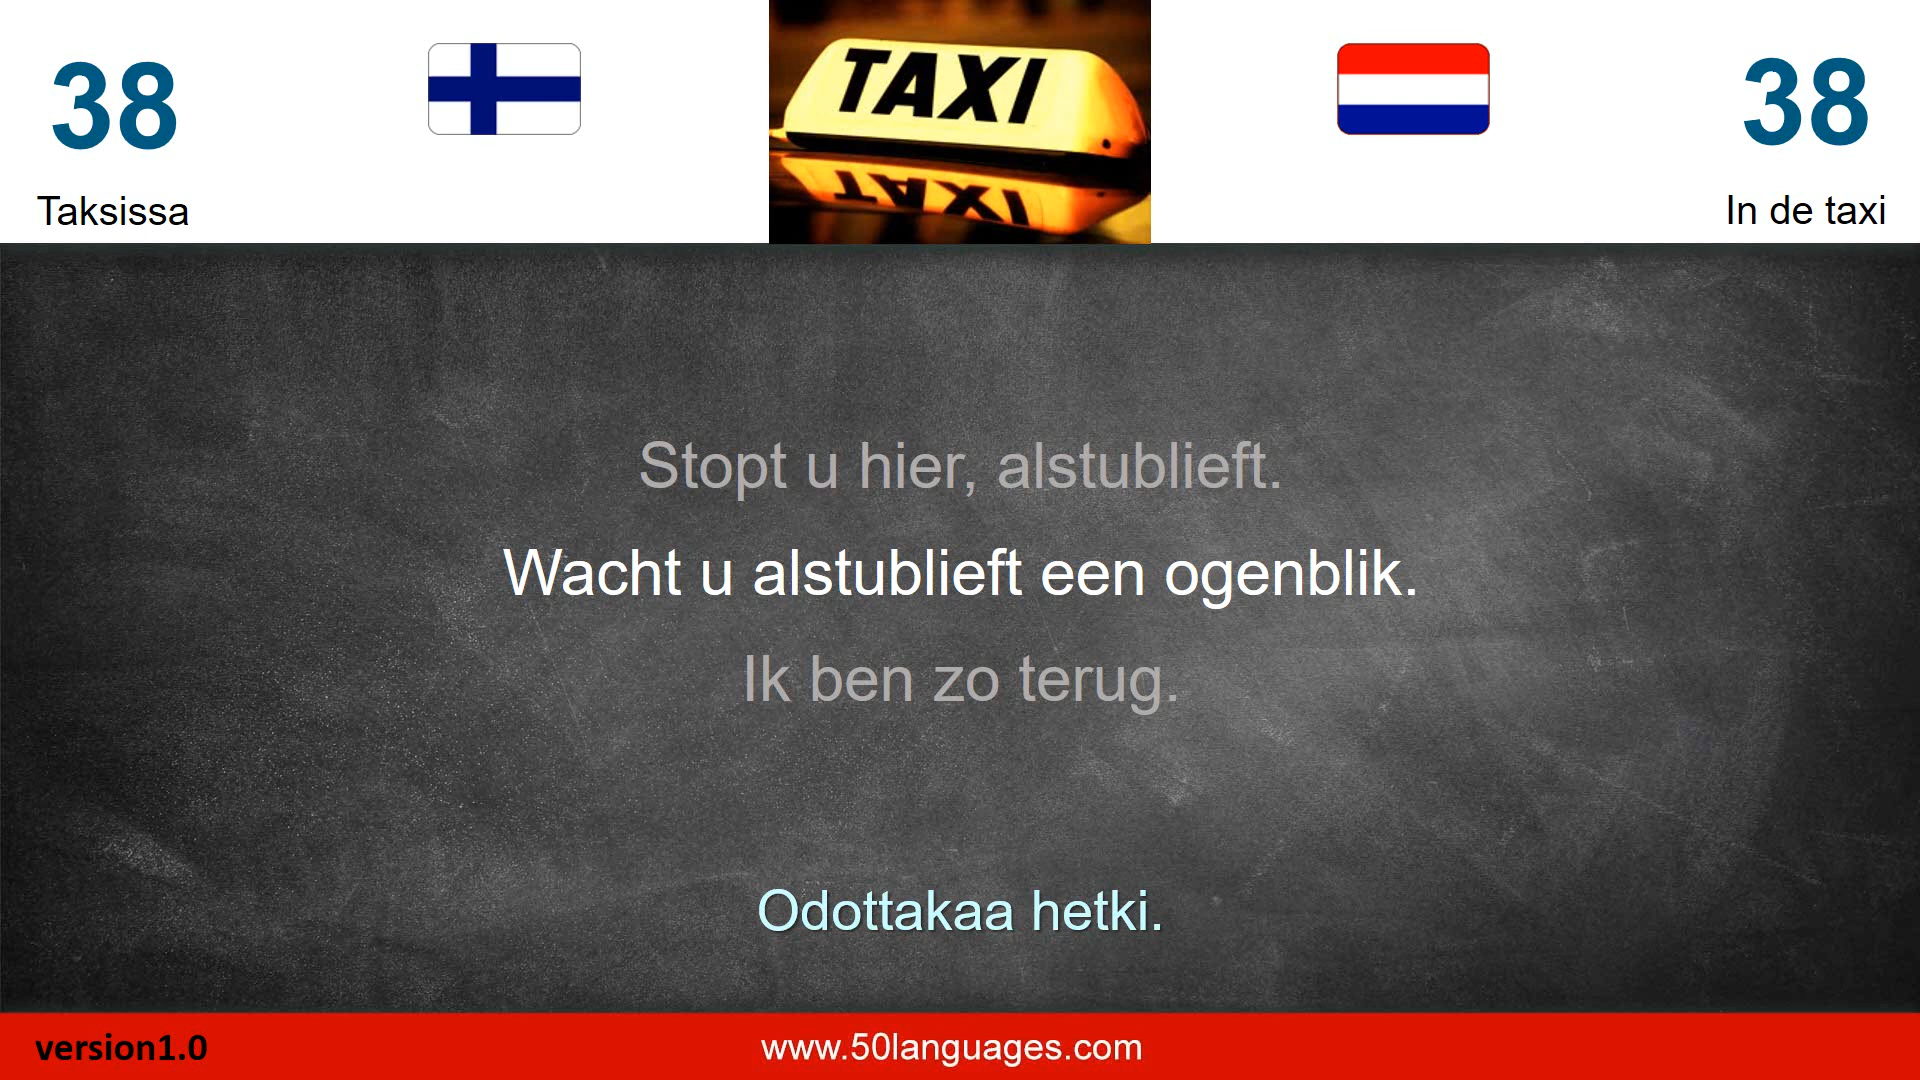 38
TAXI
38
Taksissa
In de taxi
Stopt u hier, alstublieft.
Wacht u alstublieft een ogenblik.
Ik ben zo terug.
Odottakaa hetki.
version1.0
www.50languages.com